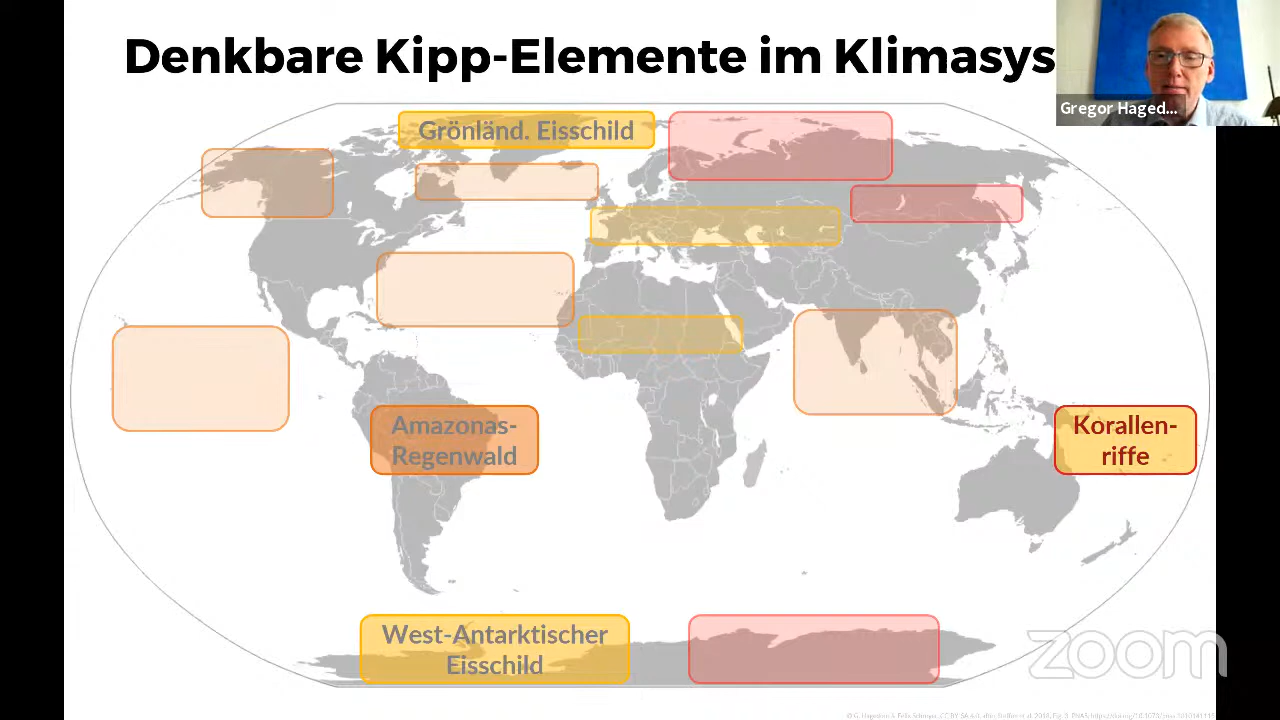 Denkbare Kipp-Elemente im Klimasys
Gregor Haged...
Grönländ. Eisschild
Amazonas-
Regenwald
Korallen-
riffe
West-Antarktischer
Eisschild
zoom